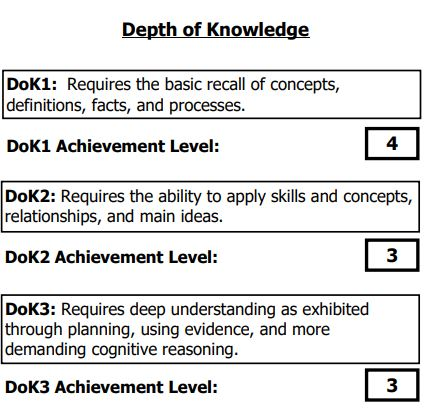 Depth of Knowledge
DoK1: Requires the basic recall of concepts,
definitions, facts, and processes.
DoK1 Achievement Level:
4
DoK2: Requires the ability to apply skills and concepts,
relationships, and main ideas.
DoK2 Achievement Level:
3
DoK3: Requires deep understanding as exhibited
through planning, using evidence, and more
demanding cognitive reasoning.
DoK3 Achievement Level:
3